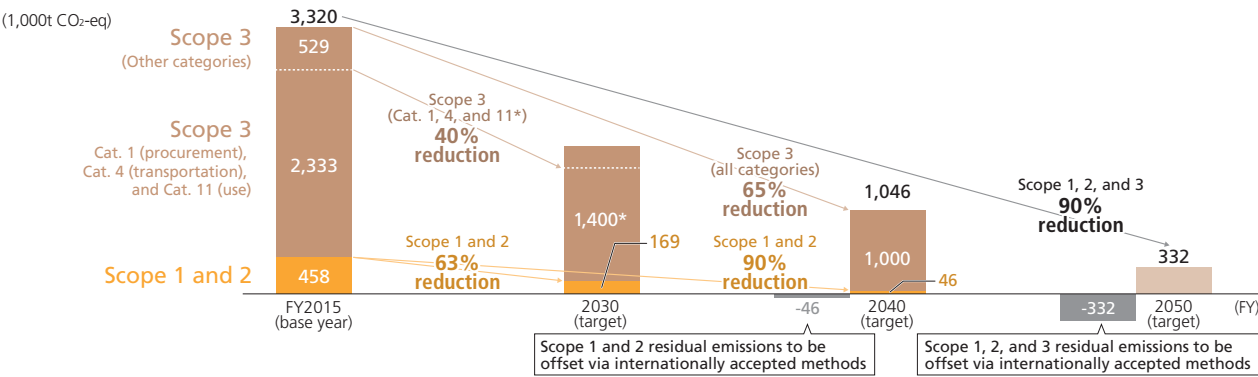 (1,000t CO₂-eq)
3,320
Scope 3
(Other categories)
529
Scope 3
Cat. 1 (procurement),
Cat. 4 (transportation),
and Cat. 11 (use)
2,333
Scope 1 and 2
458
Scope 3
(Cat. 1, 4, and 11*)
40%
reduction
Scope 1 and 2
63%
reduction
1,400*
169
Scope 3
(all categories)
65%
reduction
Scope 1 and 2
90%
reduction
1,046
1,000
46
Scope 1, 2, and 3
90%
reduction
332
-46
-332
FY2015
(base year)
2030
(target)
2040
(target)
2050
(target)
(FY)
Scope 1 and 2 residual emissions to be
offset via internationally accepted methods
Scope 1, 2, and 3 residual emissions to be
offset via internationally accepted methods